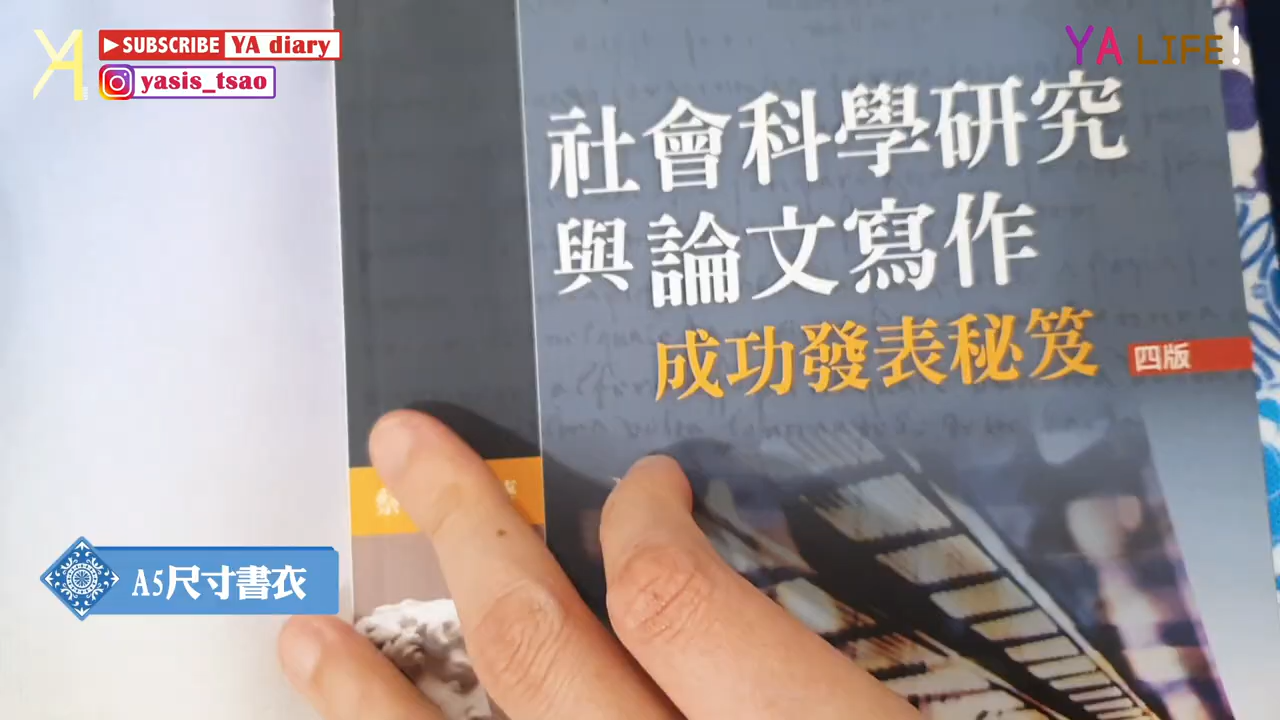 SUBSCRIBE YA diary
yasis_tsao
YA LIFE!
社會科學研究
與論文寫作
成功發表秘笈
四版
A5尺寸書衣